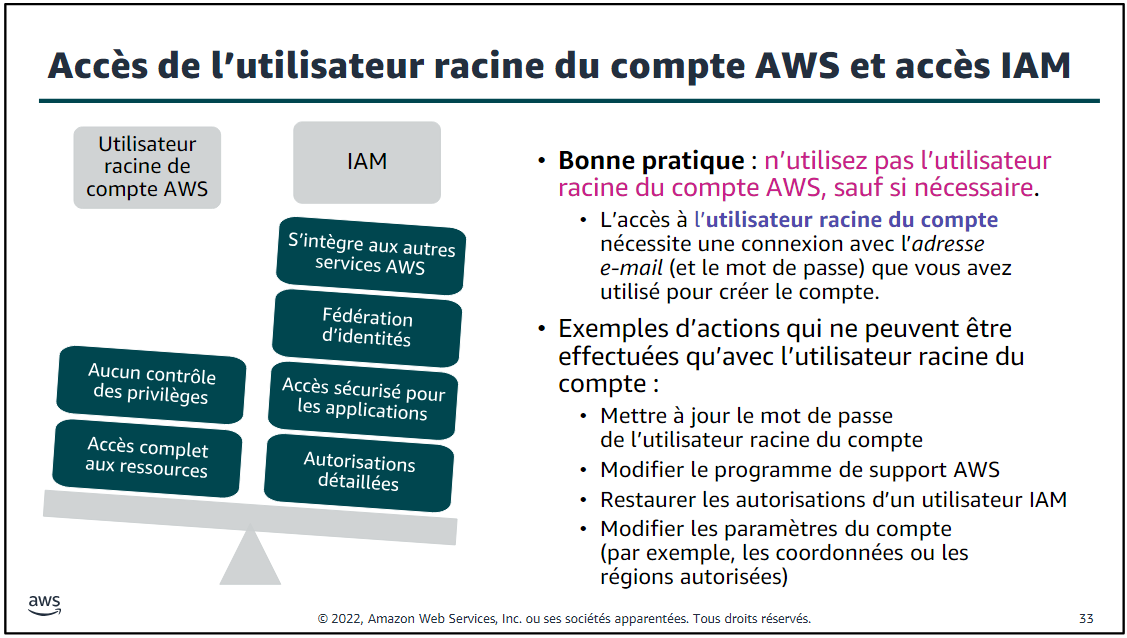 Accès de l’utilisateur racine du compte AWS et accès IAM
Utilisateur
racine de
compte AWS
IAM
S’intègre aux autres
services AWS
Fédération
d’identités
Aucun contrôle
des privilèges
Accès sécurisé pour
les applications
Accès complet
aux ressources
Autorisations
détaillées
• Bonne pratique : n’utilisez pas l’utilisateur
racine du compte AWS, sauf si nécessaire.
• L’accès à l’utilisateur racine du compte
nécessite une connexion avec l’adresse
e-mail (et le mot de passe) que vous avez
utilisé pour créer le compte.
• Exemples d’actions qui ne peuvent être
effectuées qu’avec l’utilisateur racine du
compte :
• Mettre à jour le mot de passe
de l’utilisateur racine du compte
• Modifier le programme de support AWS
• Restaurer les autorisations d’un utilisateur IAM
• Modifier les paramètres du compte
(par exemple, les coordonnées ou les
régions autorisées)
aws
© 2022, Amazon Web Services, Inc. ou ses sociétés apparentées. Tous droits réservés.
33